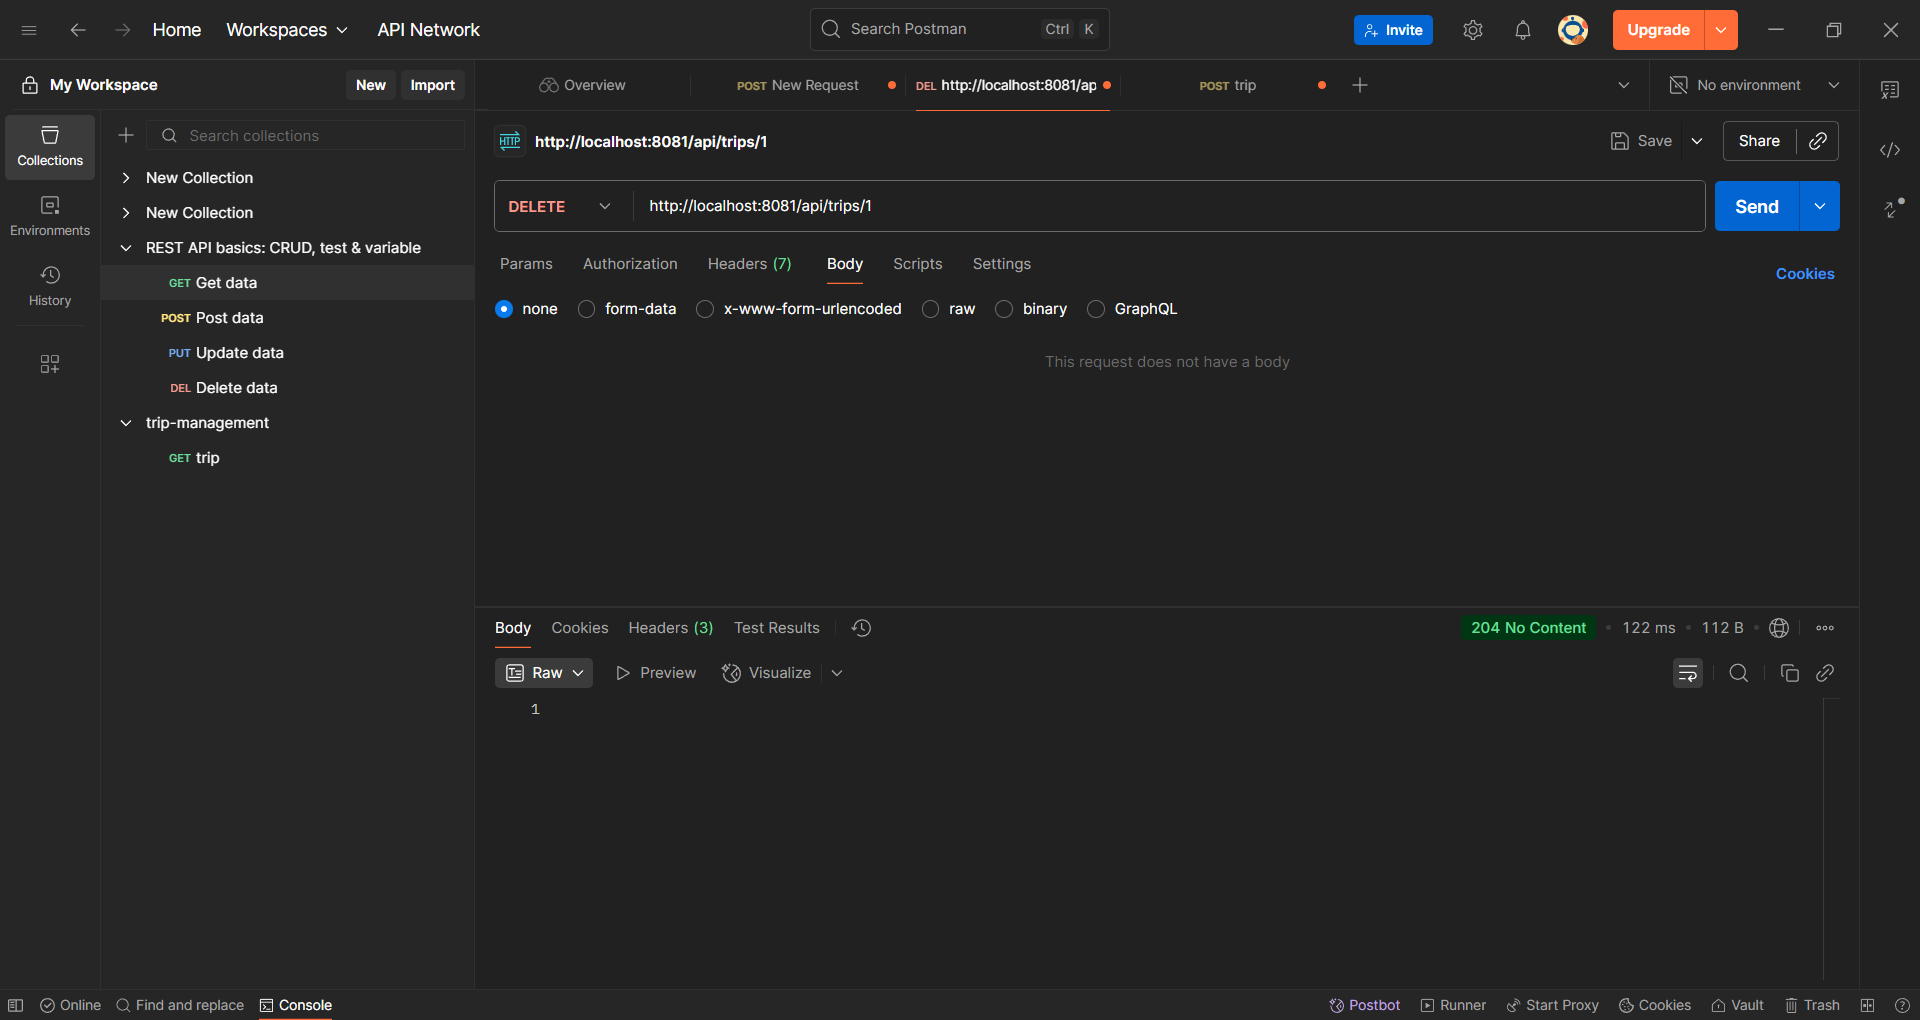 Home Workspaces API Network Search Postman Ctrl K Invite Upgrade
My Workspace New Import Overview POST New Request DEL http://localhost:8081/ap POST trip No environment
Collections
Search collections
http://localhost:8081/api/trips/1 Save Share
HTTP
New Collection
New Collection
DELETE http://localhost:8081/api/trips/1 Send
Environments
REST API basics: CRUD, test & variable
Params Authorization Headers (7) Body Scripts Settings Cookies
GET Get data
History
none form-data x-www-form-urlencoded raw binary GraphQL
POST Post data
PUT Update data
This request does not have a body
DEL Delete data
trip-management
GET trip
Body Cookies Headers (3) Test Results 204 No Content • 122 ms • 112 B •
Raw Preview Visualize
1
Online Find and replace Console Postbot Runner Start Proxy Cookies Vault Trash